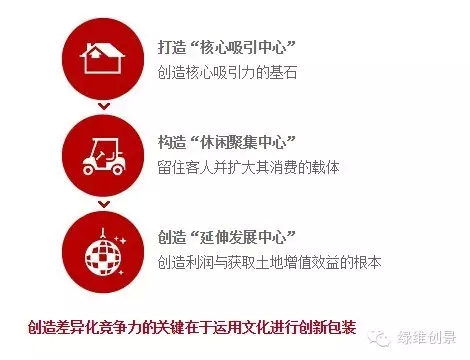 打造“核心吸引中心”
创造核心吸引力的基石
构造“休闲聚集中心”
留住客人并扩大其消费的载体
创造“延伸发展中心”
创造利润与获取土地增值效益的根本
创造差异化竞争力的关键在于运用文化进行创新包装
绿维创景